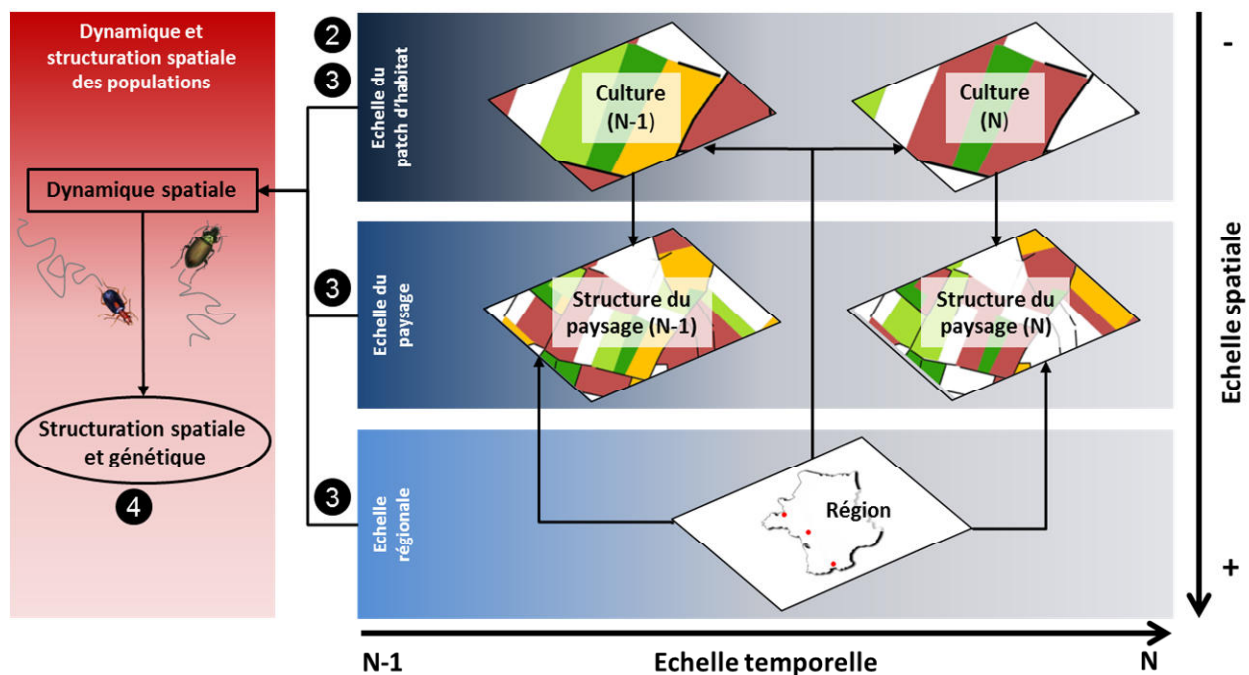 Dynamique et
structuration spatiale
des populations
Dynamique spatiale
Structuration spatiale
et génétique
4
2
3
Echelle du
patch d'habitat
Culture
(N-1)
Culture
(N)
3
Echelle du
paysage
Structure du
paysage (N-1)
Structure du
paysage (N)
3
Echelle
régionale
Région
-
Echelle spatiale
+
N-1
Echelle temporelle
N